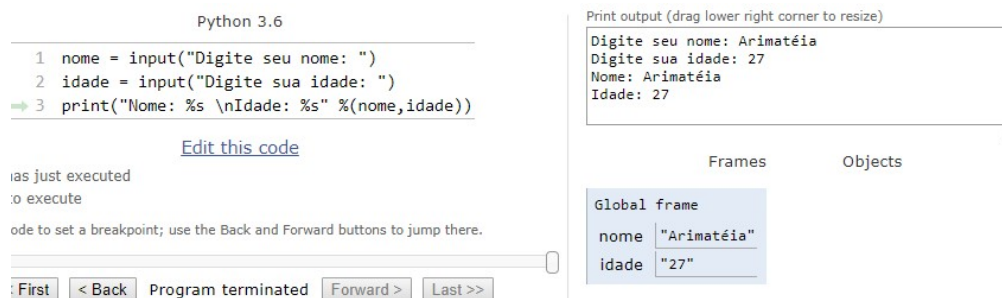 Python 3.6
1 nome = input("Digite seu nome: ")
2 idade = input("Digite sua idade: ")
3 print("Nome: %s \nIdade: %s" %(nome,idade))
Edit this code
has just executed
to execute
ode to set a breakpoint; use the Back and Forward buttons to jump there.
< First < Back Program terminated Forward > Last >>
Print output (drag lower right corner to resize)
Digite seu nome: Arimatéia
Digite sua idade: 27
Nome: Arimatéia
Idade: 27
Frames Objects
Global frame
nome "Arimatéia"
idade "27"